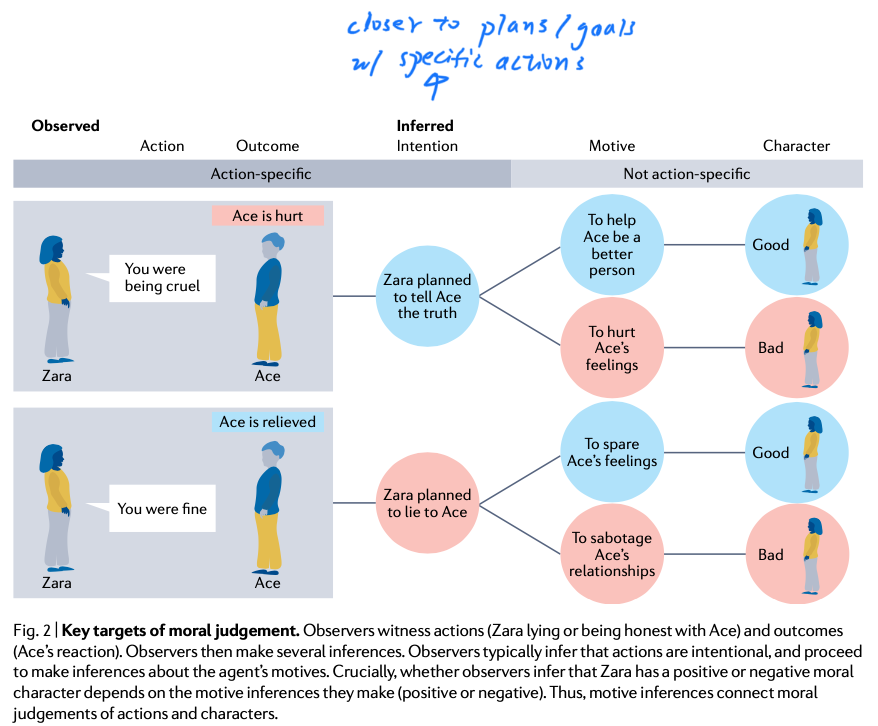 closer to plans/goals
w/ specific actions
Observed
Inferred
Action
Outcome
Intention
Motive
Character
Action-specific
Not action-specific
Ace is hurt
You were
being cruel
Zara
Ace
Zara planned
to tell Ace
the truth
To help
Ace be a
better
person
Good
To hurt
Ace's
feelings
Bad
Ace is relieved
You were fine
Zara
Ace
Zara planned
to lie to Ace
To spare
Ace's feelings
Good
To sabotage
Ace's
relationships
Bad
Fig. 2 | Key targets of moral judgement. Observers witness actions (Zara lying or being honest with Ace) and outcomes
(Ace's reaction). Observers then make several inferences. Observers typically infer that actions are intentional, and proceed
to make inferences about the agent's motives. Crucially, whether observers infer that Zara has a positive or negative moral
character depends on the motive inferences they make (positive or negative). Thus, motive inferences connect moral
judgements of actions and characters.